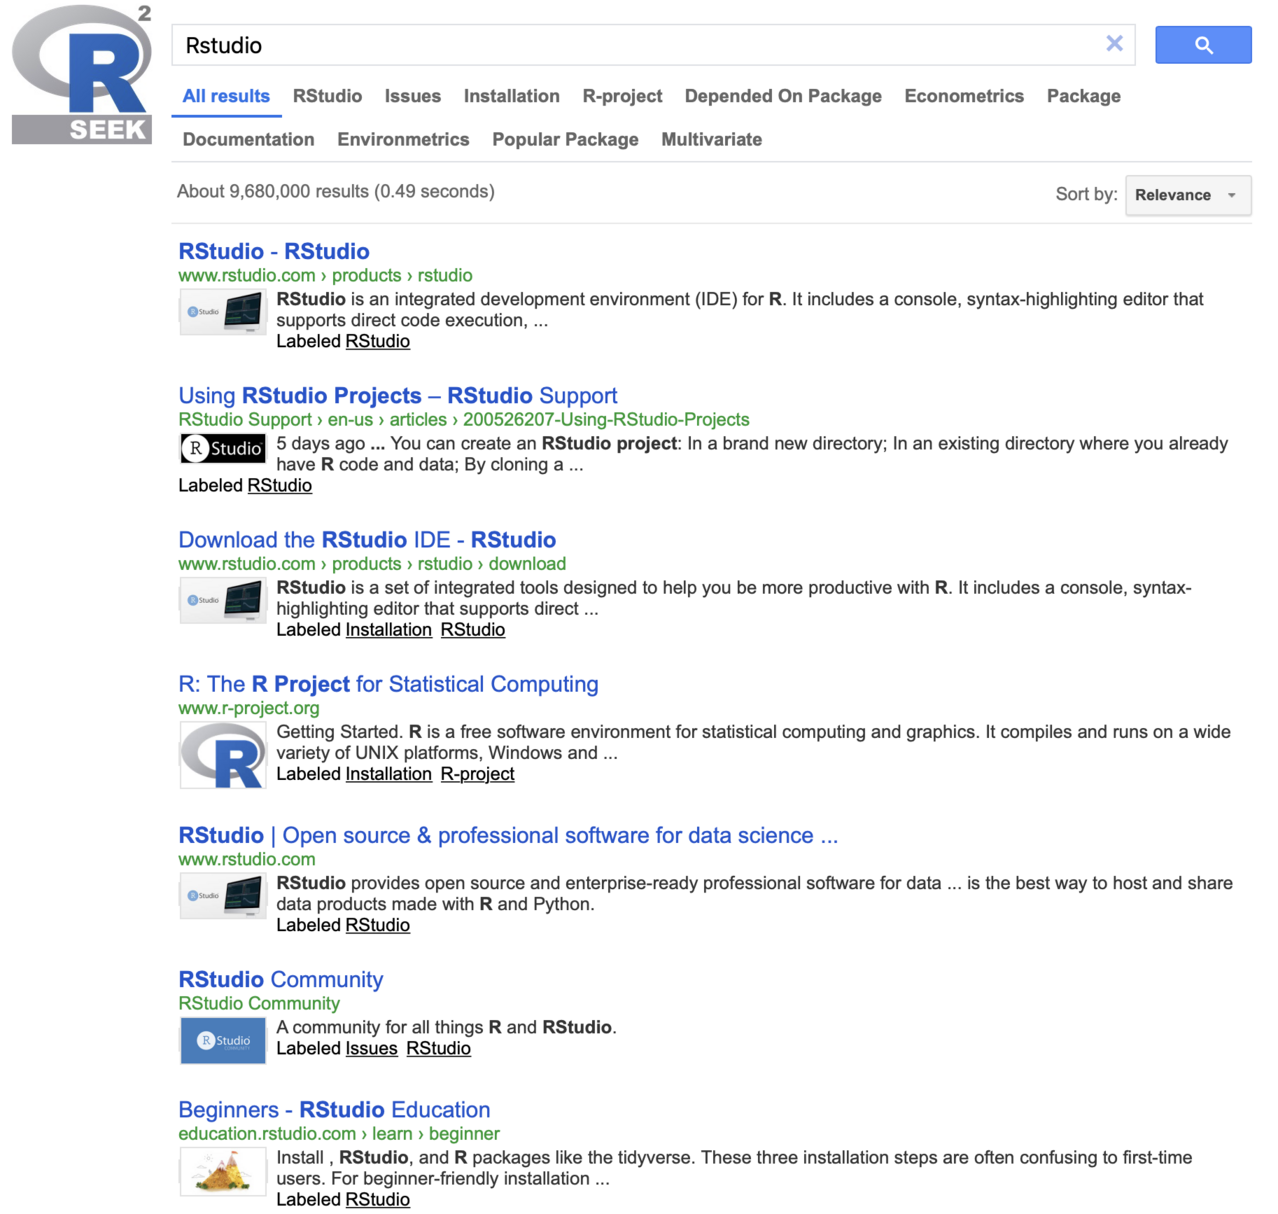 2
R
SEEK
Rstudio
All results RStudio Issues Installation R-project Depended On Package Econometrics Package
Documentation Environmetrics Popular Package Multivariate
About 9,680,000 results (0.49 seconds)
Sort by: Relevance
RStudio - RStudio
www.rstudio.com › products › rstudio
R Studio
RStudio is an integrated development environment (IDE) for R. It includes a console, syntax-highlighting editor that
supports direct code execution, ...
Labeled RStudio
Using RStudio Projects – RStudio Support
RStudio Support › en-us › articles › 200526207-Using-RStudio-Projects
R Studio
5 days ago ... You can create an RStudio project: In a brand new directory; In an existing directory where you already
have R code and data; By cloning a ...
Labeled RStudio
Download the RStudio IDE - RStudio
www.rstudio.com › products › rstudio › download
R Studio
RStudio is a set of integrated tools designed to help you be more productive with R. It includes a console, syntax-
highlighting editor that supports direct ...
Labeled Installation RStudio
R: The R Project for Statistical Computing
www.r-project.org
R
Getting Started. R is a free software environment for statistical computing and graphics. It compiles and runs on a wide
variety of UNIX platforms, Windows and ...
Labeled Installation R-project
RStudio | Open source & professional software for data science ...
www.rstudio.com
R Studio
RStudio provides open source and enterprise-ready professional software for data ... is the best way to host and share
data products made with R and Python.
Labeled RStudio
RStudio Community
RStudio Community
R Studio
COMMUNITY
A community for all things R and RStudio.
Labeled Issues RStudio
Beginners - RStudio Education
education.rstudio.com › learn › beginner
Install , RStudio, and R packages like the tidyverse. These three installation steps are often confusing to first-time
users. For beginner-friendly installation ...
Labeled RStudio